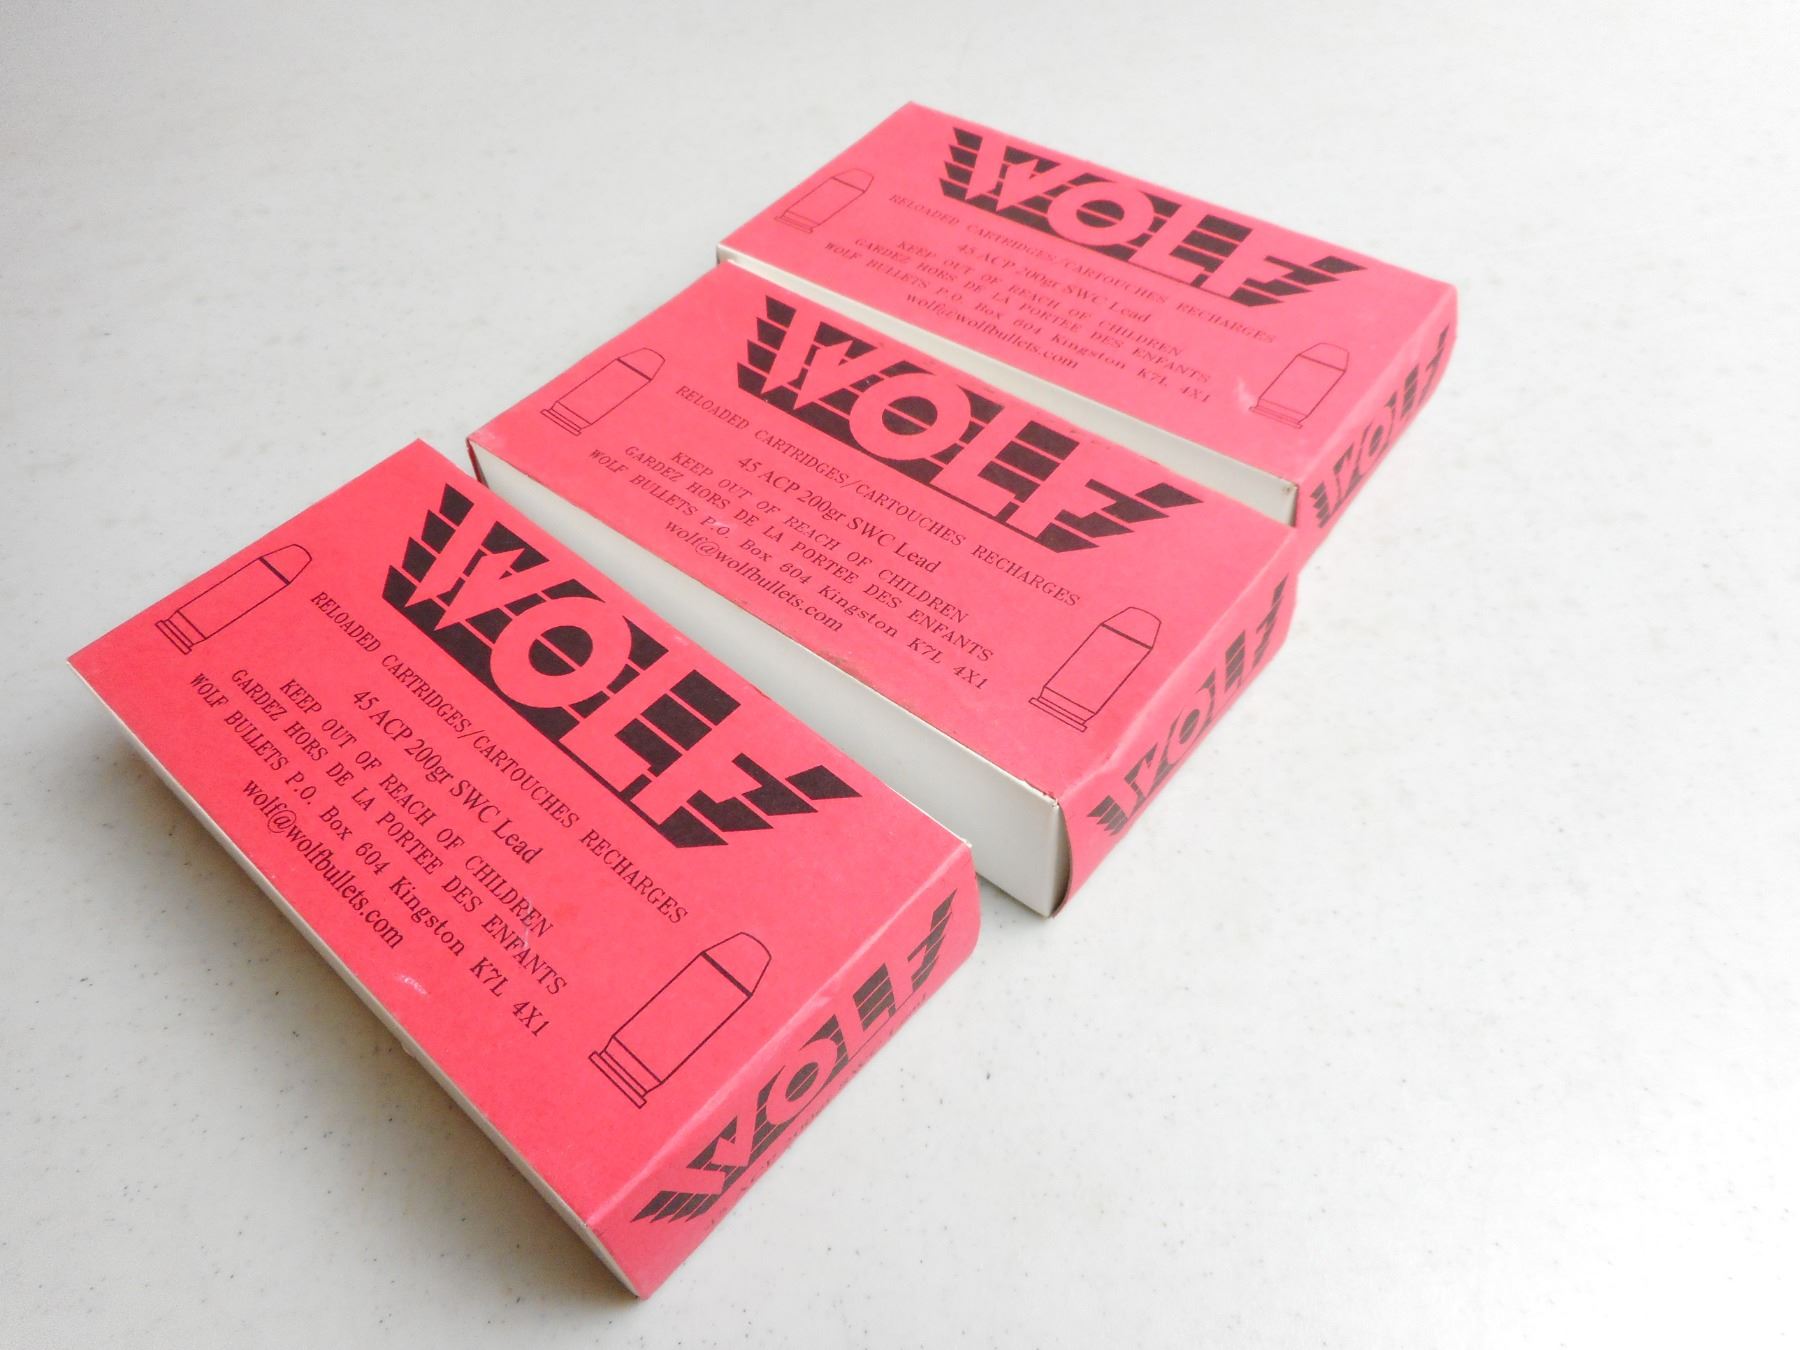 WOLF
RELOADED CARTRIDGES/CARTOUCHES RECHARGES
45 ACP 200gr SWC Lead
KEEP OUT OF REACH OF CHILDREN
GARDEZ HORS DE LA PORTEE DES ENFANTS
WOLF BULLETS P.O. Box 604 Kingston K7L 4X1
wolf@wolfbullets.com
WOLF
WOLF
RELOADED CARTRIDGES/CARTOUCHES RECHARGES
45 ACP 200gr SWC Lead
KEEP OUT OF REACH OF CHILDREN
GARDEZ HORS DE LA PORTEE DES ENFANTS
WOLF BULLETS P.O. Box 604 Kingston K7L 4X1
wolf@wolfbullets.com
WOLF
WOLF
RELOADED CARTRIDGES/CARTOUCHES RECHARGES
45 ACP 200gr SWC Lead
KEEP OUT OF REACH OF CHILDREN
GARDEZ HORS DE LA PORTEE DES ENFANTS
WOLF BULLETS P.O. Box 604 Kingston K7L 4X1
wolf@wolfbullets.com
WOLF